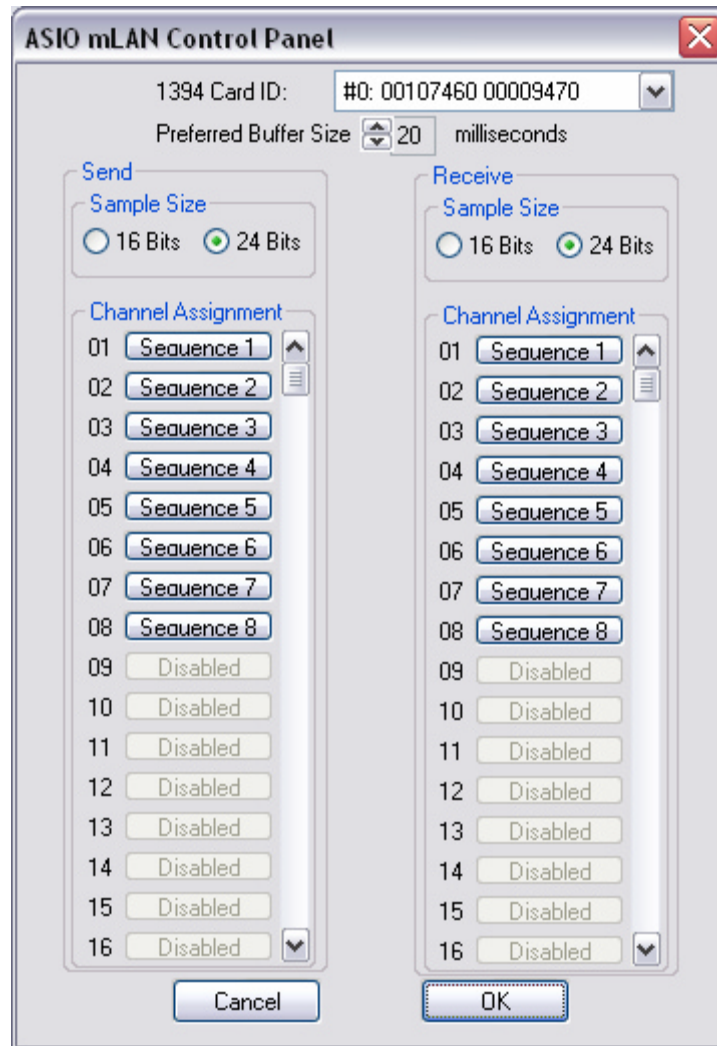 ASIO mLAN Control Panel
1394 Card ID: #0: 00107460 00009470
Preferred Buffer Size 20 milliseconds
Send
Sample Size
16 Bits 24 Bits
Channel Assignment
01 Sequence 1
02 Sequence 2
03 Sequence 3
04 Sequence 4
05 Sequence 5
06 Sequence 6
07 Sequence 7
08 Sequence 8
09 Disabled
10 Disabled
11 Disabled
12 Disabled
13 Disabled
14 Disabled
15 Disabled
16 Disabled
Receive
Sample Size
16 Bits 24 Bits
Channel Assignment
01 Sequence 1
02 Sequence 2
03 Sequence 3
04 Sequence 4
05 Sequence 5
06 Sequence 6
07 Sequence 7
08 Sequence 8
09 Disabled
10 Disabled
11 Disabled
12 Disabled
13 Disabled
14 Disabled
15 Disabled
16 Disabled
Cancel OK